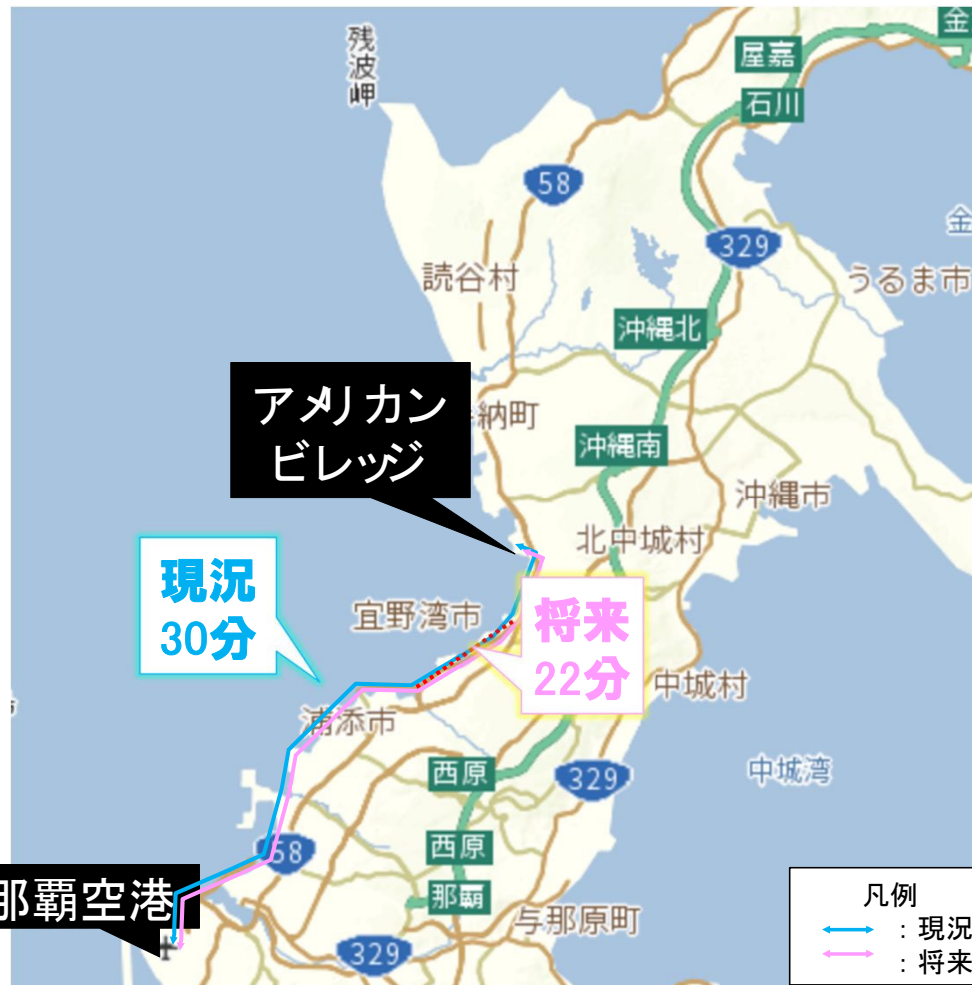 金
屋嘉
石川
残
波
岬
58
329
金
読谷村
うるま市
沖縄北
アメリカン
ビレッジ
納町
沖縄南
沖縄市
北中城村
現況
30分
宜野湾市
将来
22分
中城村
浦添市
西原
329
中城湾
58
西原
那覇
那覇空港
与那原町
329
凡例
：現況
：将来